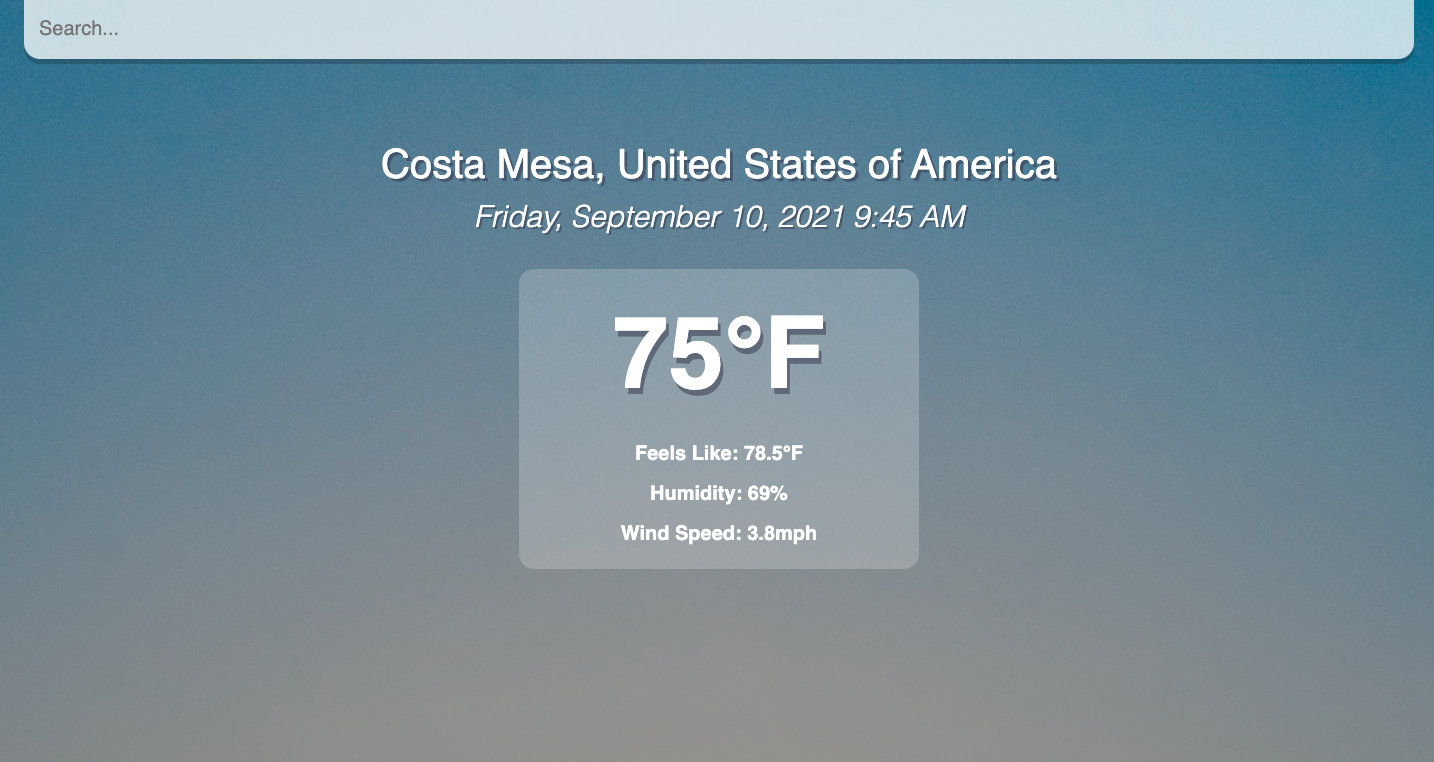 Search...
Costa Mesa, United States of America
Friday, September 10, 2021 9:45 AM
75°F
Feels Like: 78.5°F
Humidity: 69%
Wind Speed: 3.8mph